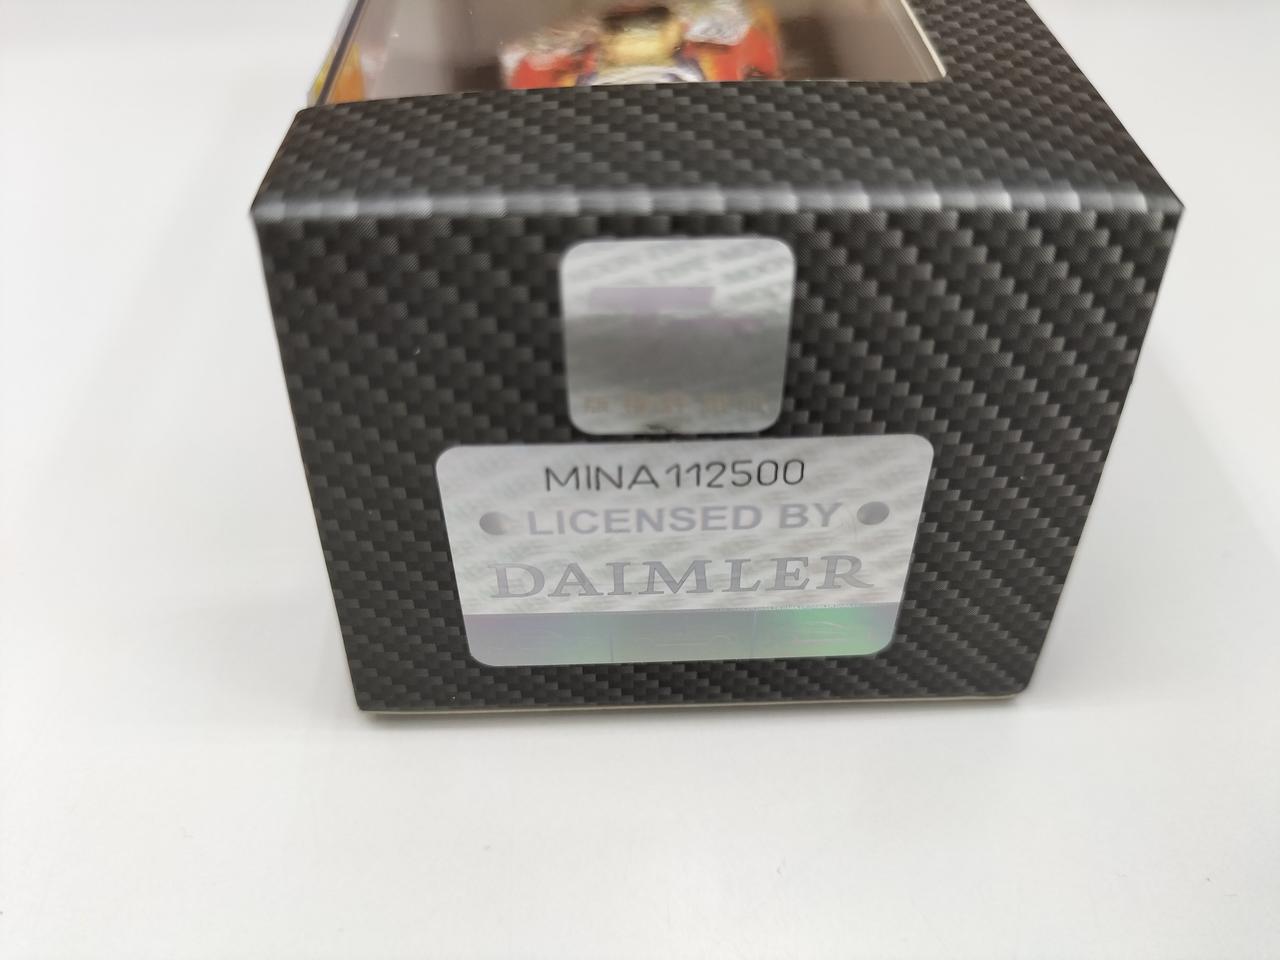 MINA112500
LICENSED BY
DAIMLER